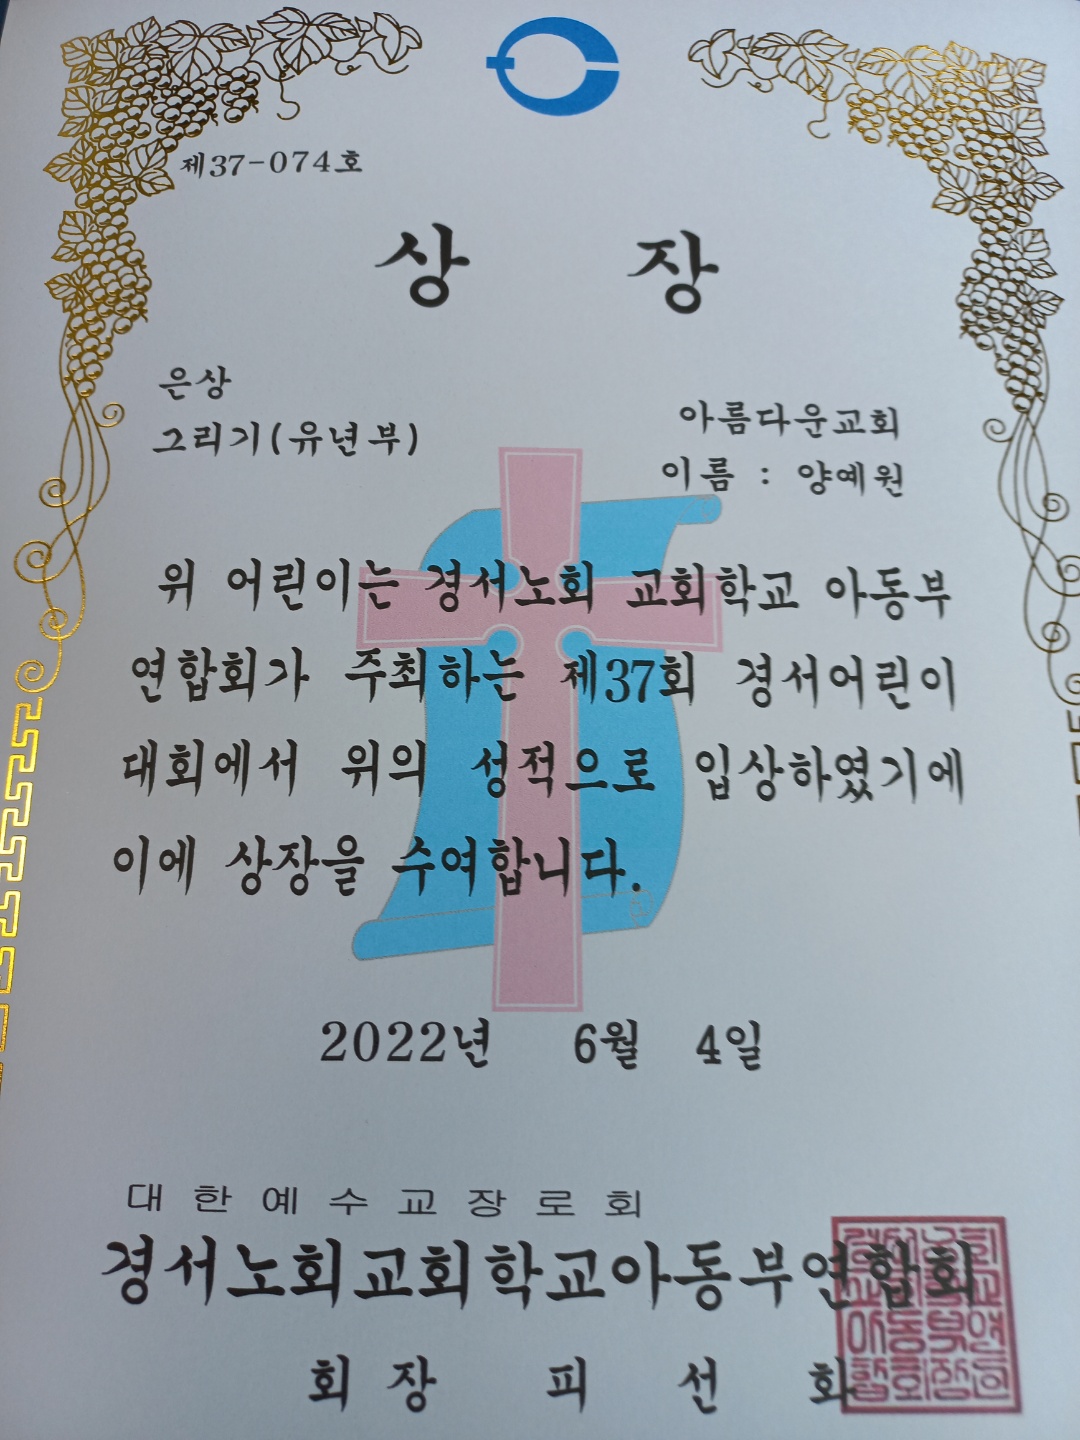 제37-074호
상 장
은상
그리기(유년부)
아름다운교회
이름 : 양예원
위 어린이는 경서노회 교회학교 아동부
연합회가 주최하는 제37회 경서어린이
대회에서 위의 성적으로 입상하였기에
이에 상장을 수여합니다.
2022년 6월 4일
대한예수교장로회
경서노회교회학교아동부연합회
회장 피선화